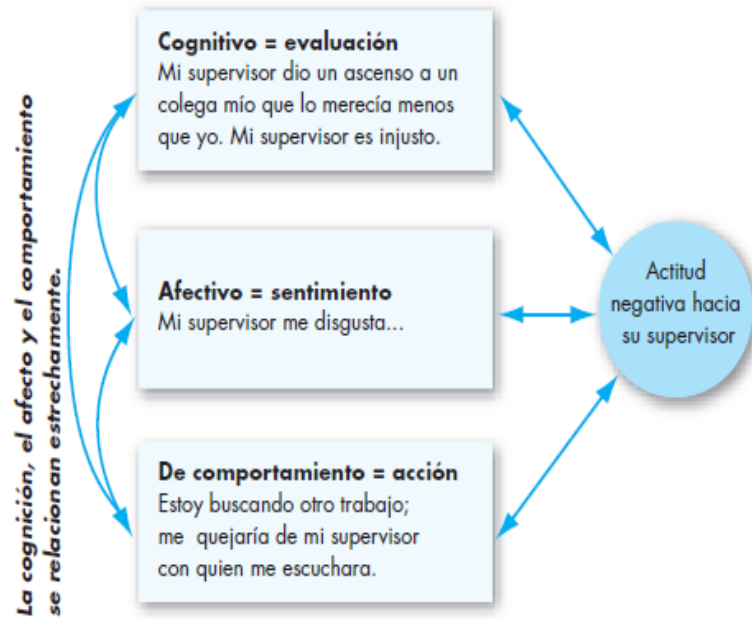 La cognición, el afecto y el comportamiento
se relacionan estrechamente.
Cognitivo = evaluación
Mi supervisor dio un ascenso a un
colega mío que lo merecía menos
que yo. Mi supervisor es injusto.
Afectivo = sentimiento
Mi supervisor me disgusta...
De comportamiento = acción
Estoy buscando otro trabajo;
me quejaría de mi supervisor
con quien me escuchara.
Actitud
negativa hacia
su supervisor